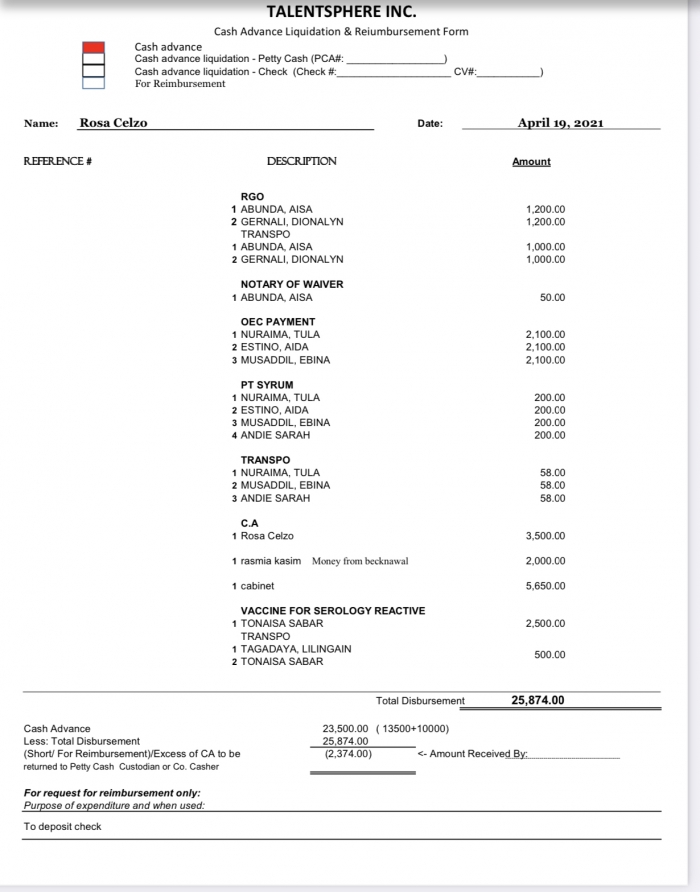 TALENTSPHERE INC.
Cash Advance Liquidation & Reiumbursement Form
Cash advance
Cash advance liquidation - Petty Cash (PCA#: ____________________)
Cash advance liquidation - Check (Check #:____________________ CV#:___________)
For Reimbursement
Name: Rosa Celzo Date: April 19, 2021
REFERENCE # DESCRIPTION Amount
RGO
1 ABUNDA, AISA 1,200.00
2 GERNALI, DIONALYN 1,200.00
TRANSPO
1 ABUNDA, AISA 1,000.00
2 GERNALI, DIONALYN 1,000.00
NOTARY OF WAIVER
1 ABUNDA, AISA 50.00
OEC PAYMENT
1 NURAIMA, TULA 2,100.00
2 ESTINO, AIDA 2,100.00
3 MUSADDIL, EBINA 2,100.00
PT SYRUM
1 NURAIMA, TULA 200.00
2 ESTINO, AIDA 200.00
3 MUSADDIL, EBINA 200.00
4 ANDIE SARAH 200.00
TRANSPO
1 NURAIMA, TULA 58.00
2 MUSADDIL, EBINA 58.00
3 ANDIE SARAH 58.00
C.A
1 Rosa Celzo 3,500.00
1 rasmia kasim Money from becknawal 2,000.00
1 cabinet 5,650.00
VACCINE FOR SEROLOGY REACTIVE
1 TONAISA SABAR 2,500.00
TRANSPO
1 TAGADAYA, LILINGAIN
2 TONAISA SABAR 500.00
Total Disbursement 25,874.00
Cash Advance 23,500.00 ( 13500+10000)
Less: Total Disbursement 25,874.00
(Short/ For Reimbursement)/Excess of CA to be (2,374.00) <- Amount Received By:
returned to Petty Cash Custodian or Co. Casher
For request for reimbursement only:
Purpose of expenditure and when used:
To deposit check